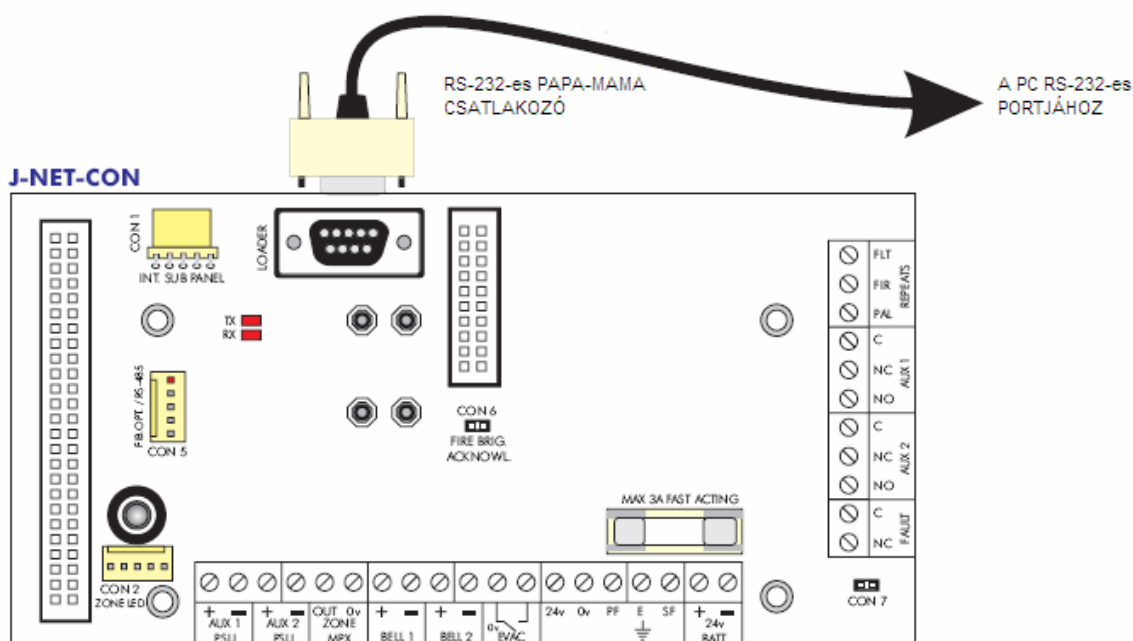 RS-232-es PAPA-MAMA
CSATLAKOZÓ
A PC RS-232-es
PORTJÁHOZ
J-NET-CON
CON 1
INT. SUB PANEL
LOADER
TX
RX
FIB.OPT. / RS-485
CON 5
CON 6
FIRE BRIG.
ACKNOWL.
CON 2
ZONE LED
MAX 3A FAST ACTING
FLT
FIR
PAL
REPEATS
C
NC
NO
AUX 1
C
NC
NO
AUX 2
C
NC
FAULT
CON 7
+ −
AUX 1
PSU
+ −
AUX 2
PSU
OUT 0v
ZONE
MPX
+ −
BELL 1
+ −
BELL 2
0v
EVAC
24v 0v PF E SF
+ −
24v
BATT